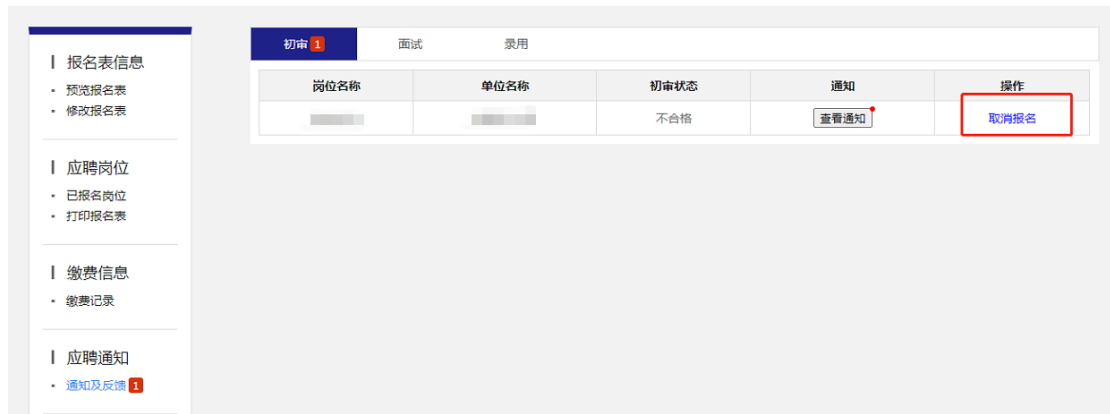 报名表信息
预览报名表
修改报名表
应聘岗位
已报名岗位
打印报名表
缴费信息
缴费记录
应聘通知
通知及反馈 1
初审 1 面试 录用
岗位名称 单位名称 初审状态 通知 操作
不合格 查看通知 取消报名